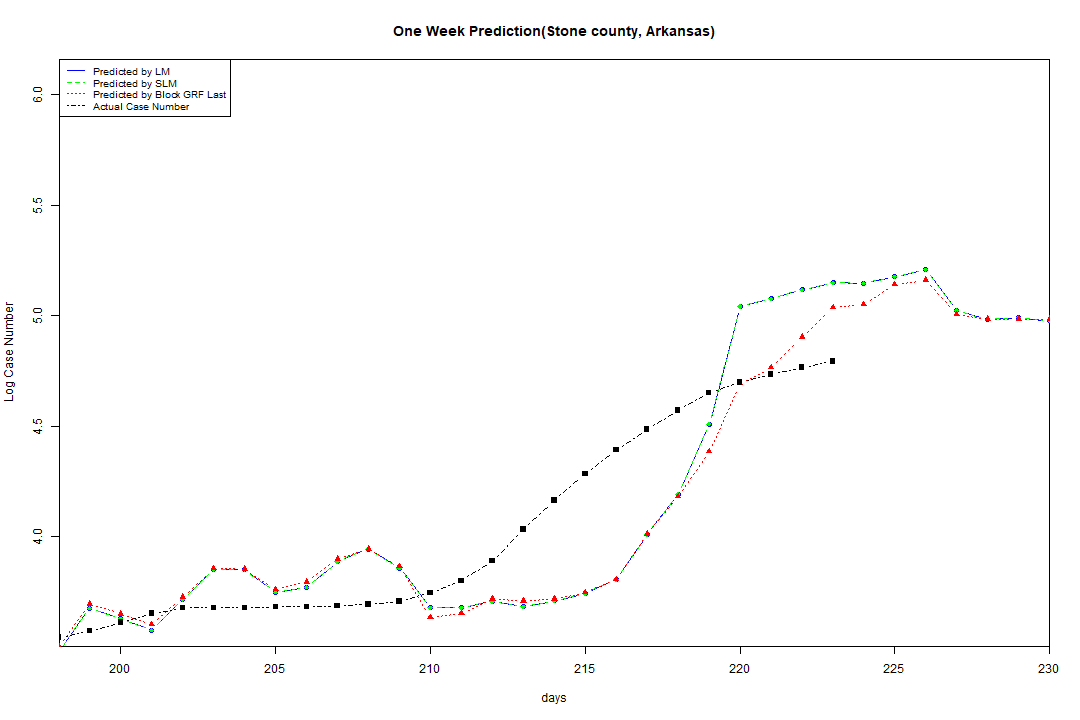 One Week Prediction(Stone county, Arkansas)
Predicted by LM
Predicted by SLM
Predicted by Block GRF Last
Actual Case Number
6.0
5.5
5.0
4.5
4.0
Log Case Number
200 205 210 215 220 225 230
days